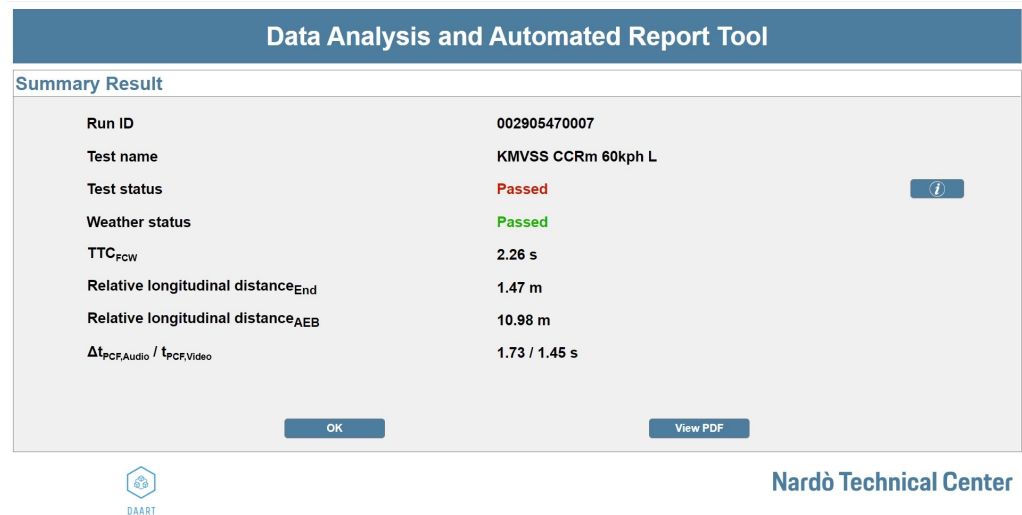 Data Analysis and Automated Report Tool
Summary Result
Run ID 002905470007
Test name KMVSS CCRm 60kph L
Test status Passed i
Weather status Passed
TTCFCW 2.26 s
Relative longitudinal distanceEnd 1.47 m
Relative longitudinal distanceAEB 10.98 m
ΔtPCF,Audio / tPCF,Video 1.73 / 1.45 s
OK View PDF
DAART
Nardò Technical Center